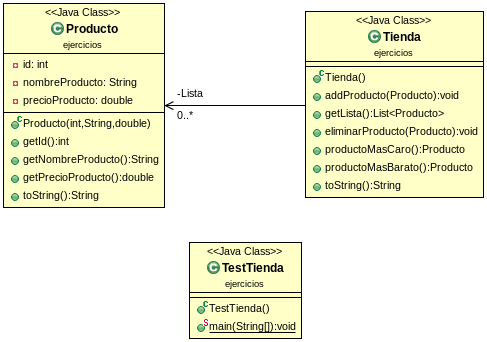 <<Java Class>>
Producto
ejercicios
id: int
nombreProducto: String
precioProducto: double
Producto(int,String,double)
getId():int
getNombreProducto():String
getPrecioProducto():double
toString():String
-Lista
0..*
<<Java Class>>
Tienda
ejercicios
Tienda()
addProducto(Producto):void
getLista():List<Producto>
eliminarProducto(Producto):void
productoMasCaro():Producto
productoMasBarato():Producto
toString():String
<<Java Class>>
TestTienda
ejercicios
TestTienda()
main(String[]):void